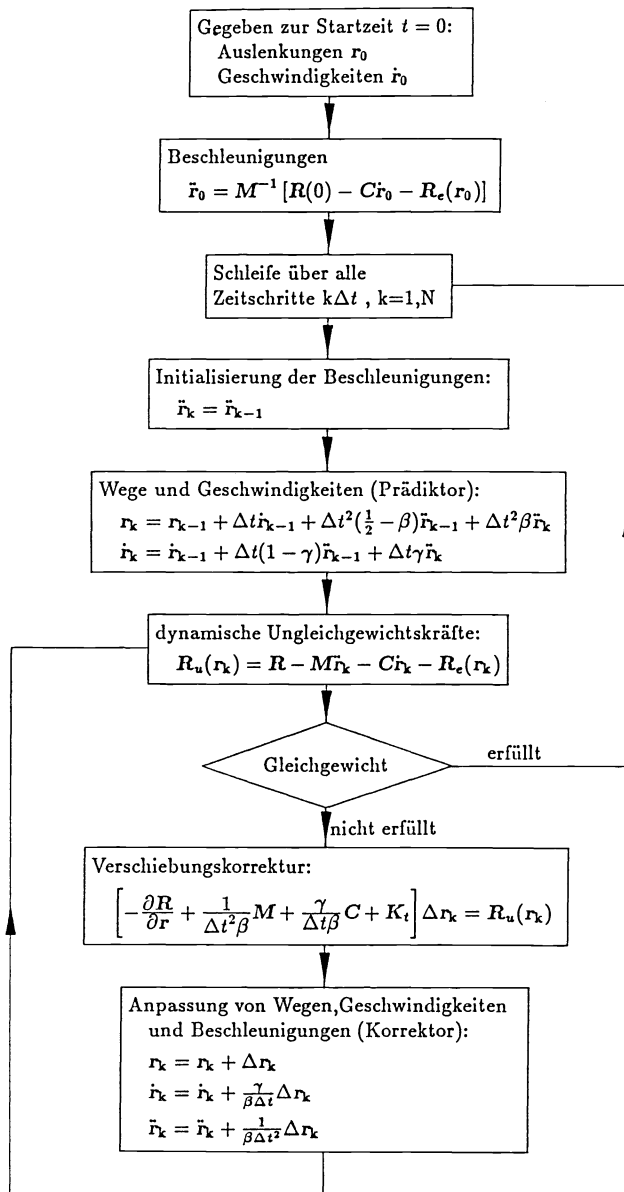 Gegeben zur Startzeit t = 0:
Auslenkungen r₀
Geschwindigkeiten ṙ₀
Beschleunigungen
r̈₀ = M⁻¹ [R(0) − Cṙ₀ − Rₑ(r₀)]
Schleife über alle
Zeitschritte kΔt , k=1,N
Initialisierung der Beschleunigungen:
r̈ₖ = r̈ₖ₋₁
Wege und Geschwindigkeiten (Prädiktor):
rₖ = rₖ₋₁ + Δtṙₖ₋₁ + Δt²(½ − β)r̈ₖ₋₁ + Δt²βr̈ₖ
ṙₖ = ṙₖ₋₁ + Δt(1 − γ)r̈ₖ₋₁ + Δtγr̈ₖ
dynamische Ungleichgewichtskräfte:
Rᵤ(rₖ) = R − Mr̈ₖ − Cṙₖ − Rₑ(rₖ)
Gleichgewicht
erfüllt
nicht erfüllt
Verschiebungskorrektur:
[−∂R/∂r + 1/(Δt²β) M + γ/(Δtβ) C + Kₜ] Δrₖ = Rᵤ(rₖ)
Anpassung von Wegen,Geschwindigkeiten
und Beschleunigungen (Korrektor):
rₖ = rₖ + Δrₖ
ṙₖ = ṙₖ + γ/(βΔt) Δrₖ
r̈ₖ = r̈ₖ + 1/(βΔt²) Δrₖ